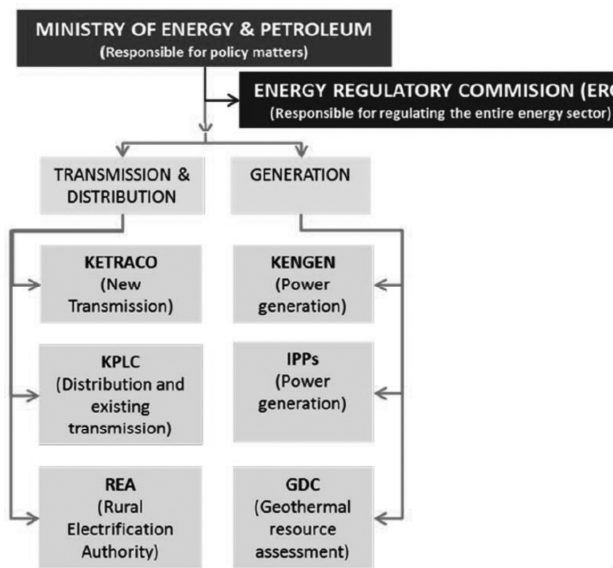 MINISTRY OF ENERGY & PETROLEUM
(Responsible for policy matters)
ENERGY REGULATORY COMMISION (ERC
(Responsible for regulating the entire energy sector)
TRANSMISSION &
DISTRIBUTION
GENERATION
KETRACO
(New
Transmission)
KENGEN
(Power
generation)
KPLC
(Distribution and
existing
transmission)
IPPs
(Power
generation)
REA
(Rural
Electrification
Authority)
GDC
(Geothermal
resource
assessment)